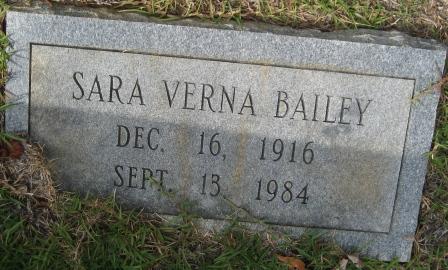 SARA VERNA BAILEY
DEC. 16, 1916
SEPT. 13, 1984